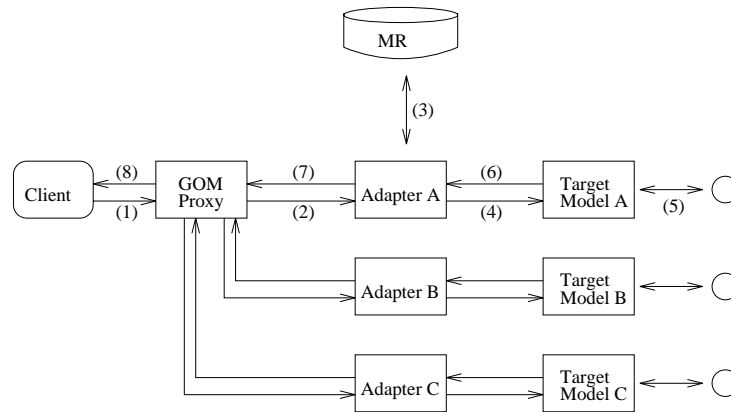 MR
(3)
(8)
(7)
(6)
Client
GOM
Proxy
Adapter A
Target
Model A
(1)
(2)
(4)
(5)
Adapter B
Target
Model B
Adapter C
Target
Model C